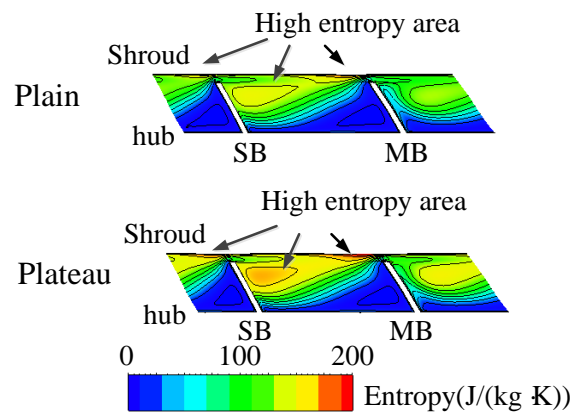 High entropy area
Shroud
Plain
hub
SB MB
High entropy area
Shroud
Plateau
hub
SB MB
0 100 200
Entropy(J/(kg·K))